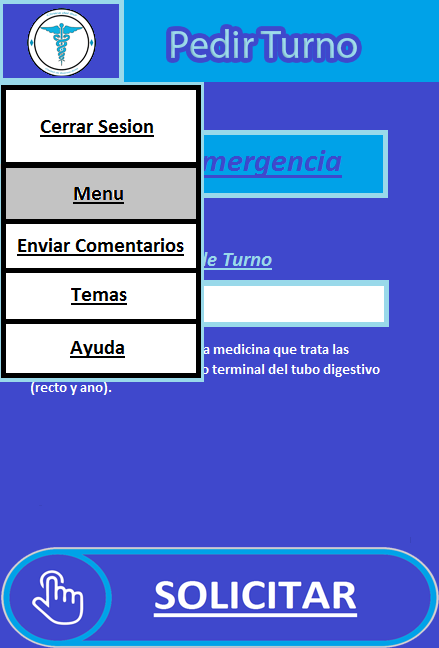 Pedir Turno
Cerrar Sesion
Menu
Enviar Comentarios
Temas
Ayuda
mergencia
de Turno
a medicina que trata las
o terminal del tubo digestivo
(recto y ano).
SOLICITAR